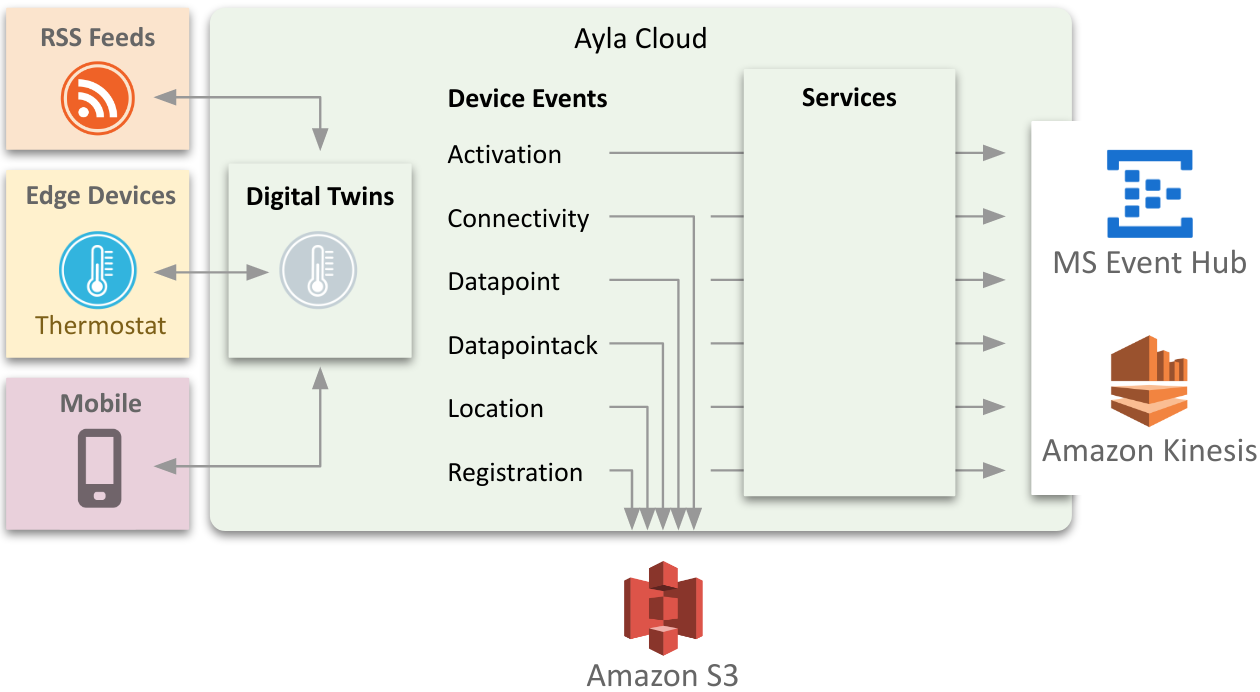 RSS Feeds
Edge Devices
Thermostat
Mobile
Ayla Cloud
Digital Twins
Device Events
Activation
Connectivity
Datapoint
Datapointack
Location
Registration
Services
MS Event Hub
Amazon Kinesis
Amazon S3